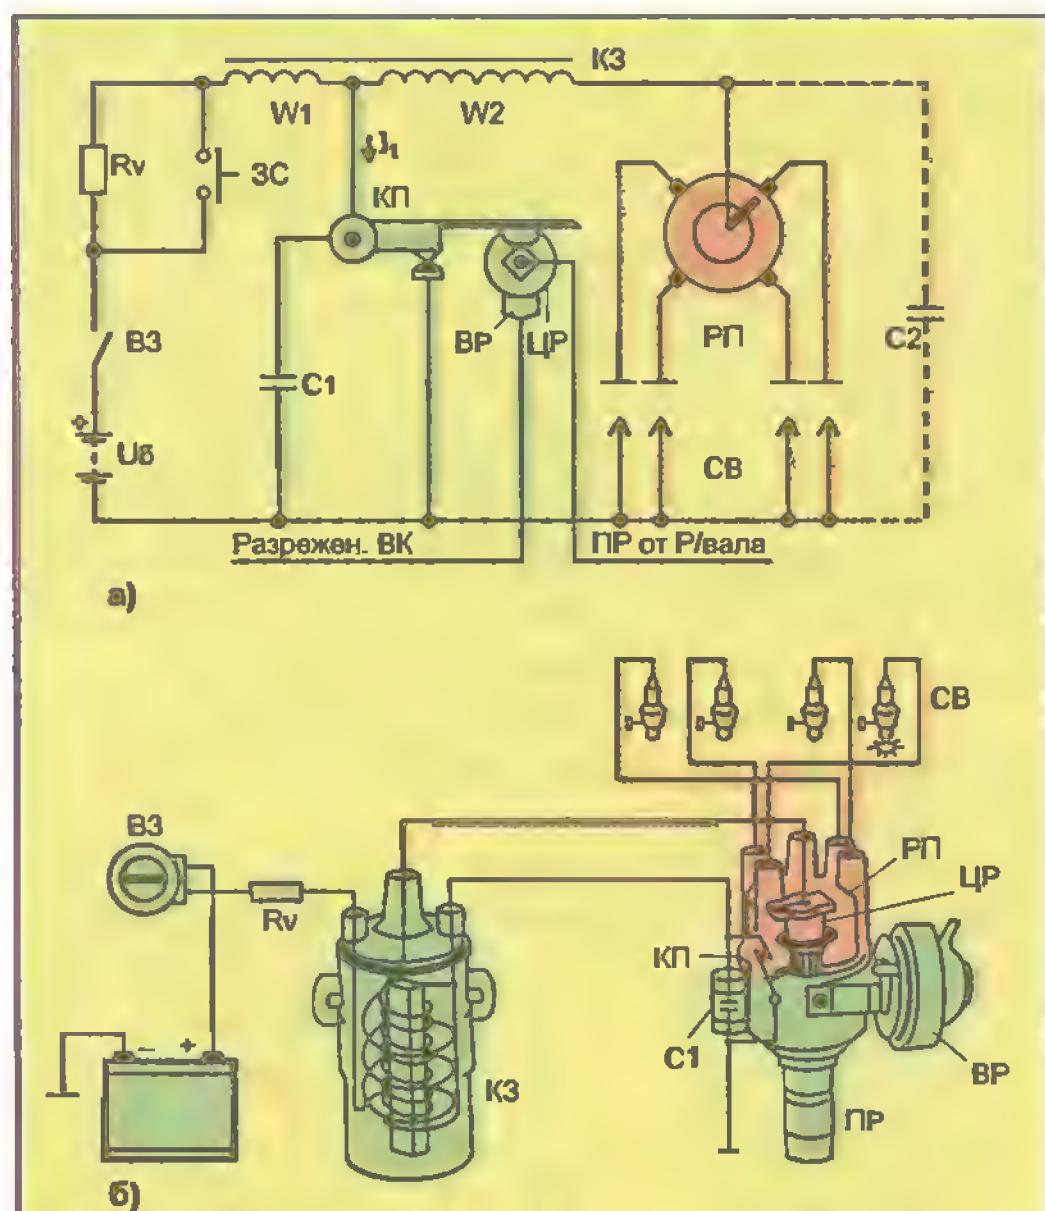 КЗ
W1
W2
Rv
ЗС
J₁
КП
ВЗ
ВР
ЦР
РП
С2
С1
+
Uб
СВ
Разрежен. ВК
ПР от Р/вала
а)
СВ
ВЗ
РП
ЦР
Rv
КП
− +
С1
ВР
КЗ
ПР
б)